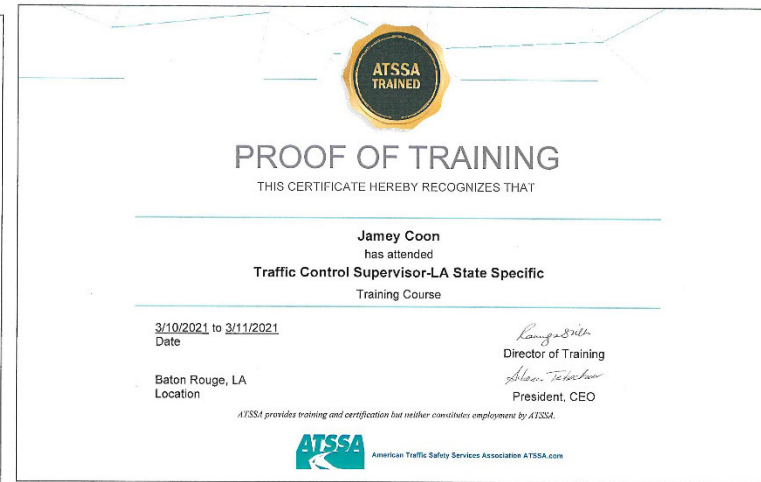 ATSSA
TRAINED
PROOF OF TRAINING
THIS CERTIFICATE HEREBY RECOGNIZES THAT
Jamey Coon
has attended
Traffic Control Supervisor-LA State Specific
Training Course
3/10/2021 to 3/11/2021
Date
Director of Training
Baton Rouge, LA
Location
President, CEO
ATSSA provides training and certification but neither constitutes employment by ATSSA.
ATSSA
American Traffic Safety Services Association ATSSA.com